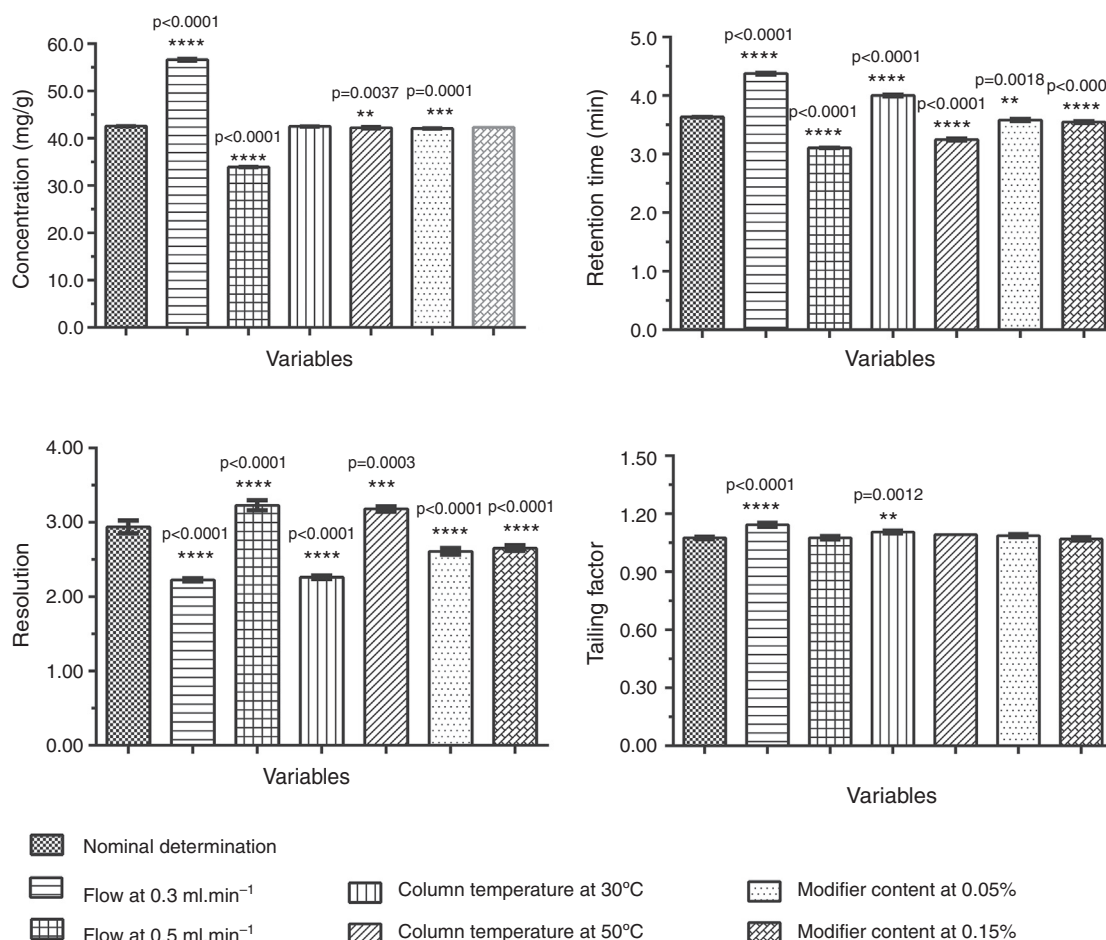 p<0.0001
****
60.0
50.0
40.0
30.0
20.0
10.0
0.0
Concentration (mg/g)
p<0.0001
****
p=0.0037
**
p=0.0001
***
Variables
5.0
4.0
3.0
2.0
1.0
0.0
Retention time (min)
p<0.0001
****
p<0.0001
****
p<0.0001
****
p<0.0001
****
p=0.0018
**
p<0.000
****
Variables
4.00
3.00
2.00
1.00
0.00
Resolution
p<0.0001
****
p<0.0001
****
p<0.0001
****
p=0.0003
***
p<0.0001
****
p<0.0001
****
Variables
1.50
1.20
0.90
0.60
0.30
0.00
Tailing factor
p<0.0001
****
p=0.0012
**
Variables
Nominal determination
Flow at 0.3 ml.min⁻¹
Column temperature at 30ºC
Modifier content at 0.05%
Flow at 0.5 ml.min⁻¹
Column temperature at 50ºC
Modifier content at 0.15%